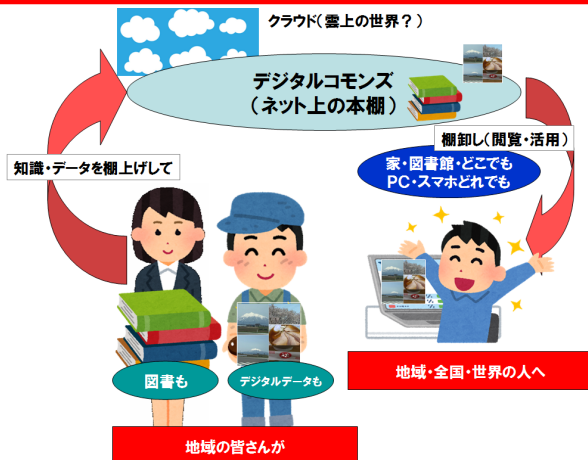 クラウド（雲上の世界？）
デジタルコモンズ
（ネット上の本棚）
知識・データを棚上げして
棚卸し（閲覧・活用）
家・図書館・どこでも
PC・スマホどれでも
図書も
デジタルデータも
地域の皆さんが
地域・全国・世界の人へ